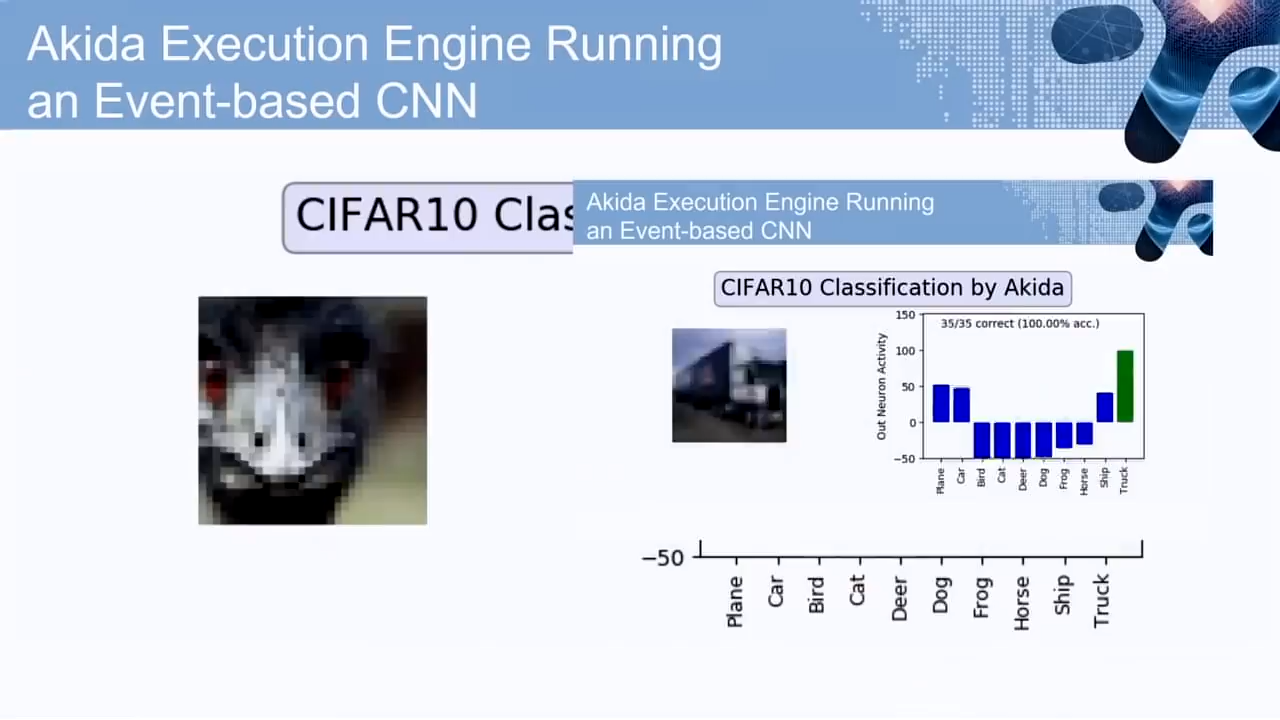 Akida Execution Engine Running
an Event-based CNN
CIFAR10 Clas
Akida Execution Engine Running
an Event-based CNN
CIFAR10 Classification by Akida
35/35 correct (100.00% acc.)
Out Neuron Activity
150
100
50
0
−50
Plane
Car
Bird
Cat
Deer
Dog
Frog
Horse
Ship
Truck
−50
Plane
Car
Bird
Cat
Deer
Dog
Frog
Horse
Ship
Truck